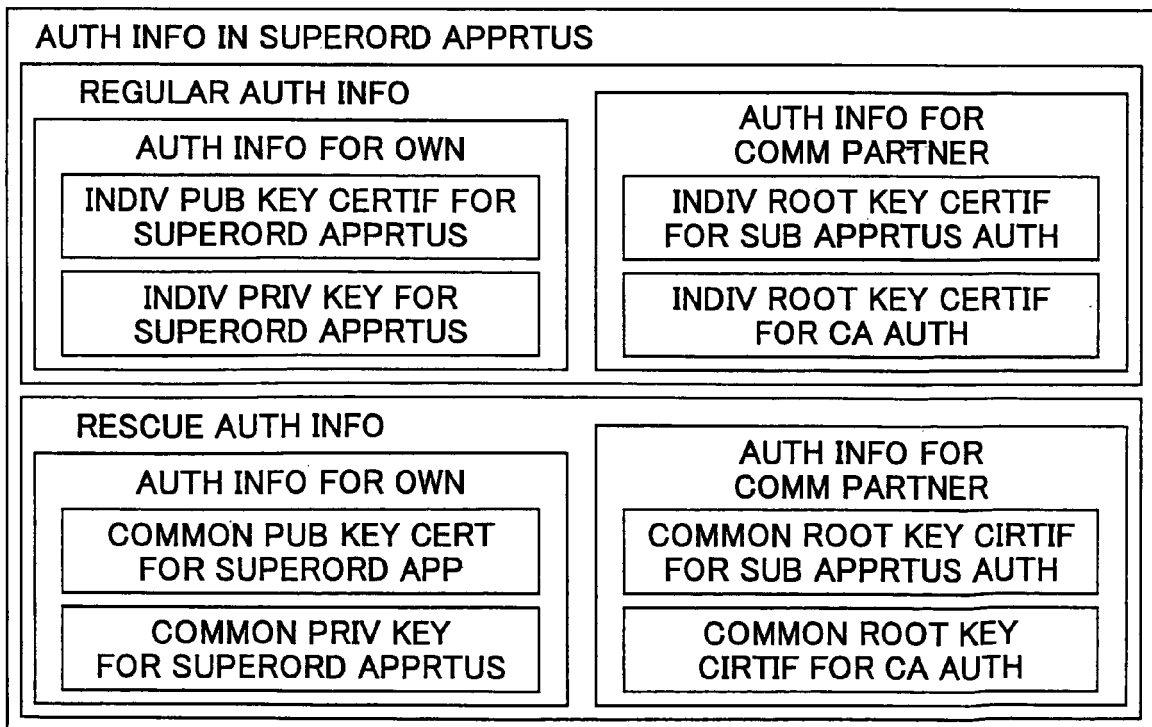 AUTH INFO IN SUPERORD APPRTUS
REGULAR AUTH INFO
AUTH INFO FOR OWN
INDIV PUB KEY CERTIF FOR
SUPERORD APPRTUS
INDIV PRIV KEY FOR
SUPERORD APPRTUS
AUTH INFO FOR
COMM PARTNER
INDIV ROOT KEY CERTIF
FOR SUB APPRTUS AUTH
INDIV ROOT KEY CERTIF
FOR CA AUTH
RESCUE AUTH INFO
AUTH INFO FOR OWN
COMMON PUB KEY CERT
FOR SUPERORD APP
COMMON PRIV KEY
FOR SUPERORD APPRTUS
AUTH INFO FOR
COMM PARTNER
COMMON ROOT KEY CIRTIF
FOR SUB APPRTUS AUTH
COMMON ROOT KEY
CIRTIF FOR CA AUTH